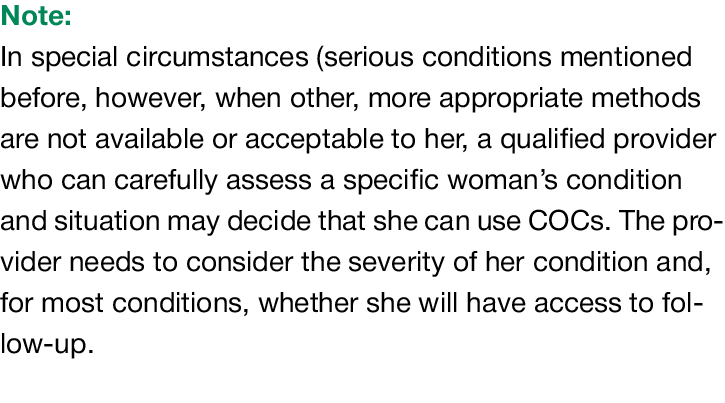 Note:
In special circumstances (serious conditions mentioned
before, however, when other, more appropriate methods
are not available or acceptable to her, a qualified provider
who can carefully assess a specific woman’s condition
and situation may decide that she can use COCs. The pro-
vider needs to consider the severity of her condition and,
for most conditions, whether she will have access to fol-
low-up.